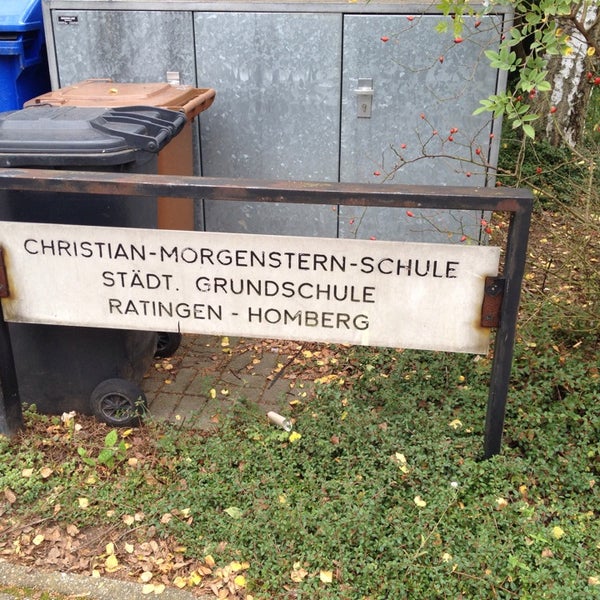 CHRISTIAN-MORGENSTERN-SCHULE
STÄDT. GRUNDSCHULE
RATINGEN - HOMBERG